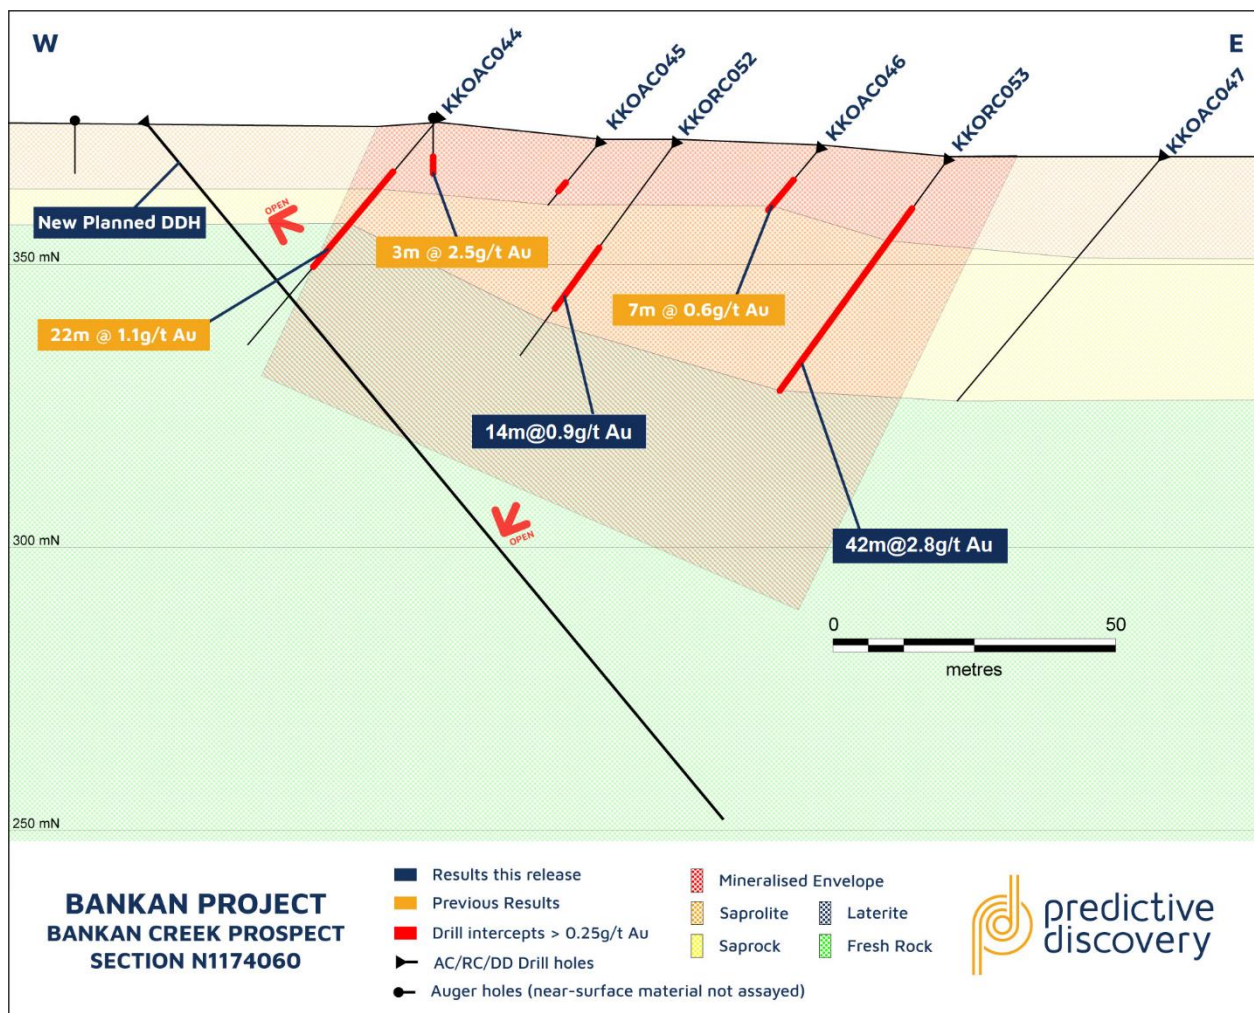 W
E
KKOAC044
KKOAC045
KKORC052
KKOAC046
KKORC053
KKOAC047
New Planned DDH
OPEN
3m @ 2.5g/t Au
350 mN
7m @ 0.6g/t Au
22m @ 1.1g/t Au
14m@0.9g/t Au
OPEN
42m@2.8g/t Au
300 mN
0 50
metres
250 mN
BANKAN PROJECT
BANKAN CREEK PROSPECT
SECTION N1174060
Results this release
Previous Results
Drill intercepts > 0.25g/t Au
AC/RC/DD Drill holes
Auger holes (near-surface material not assayed)
Mineralised Envelope
Saprolite
Laterite
Saprock
Fresh Rock
predictive
discovery